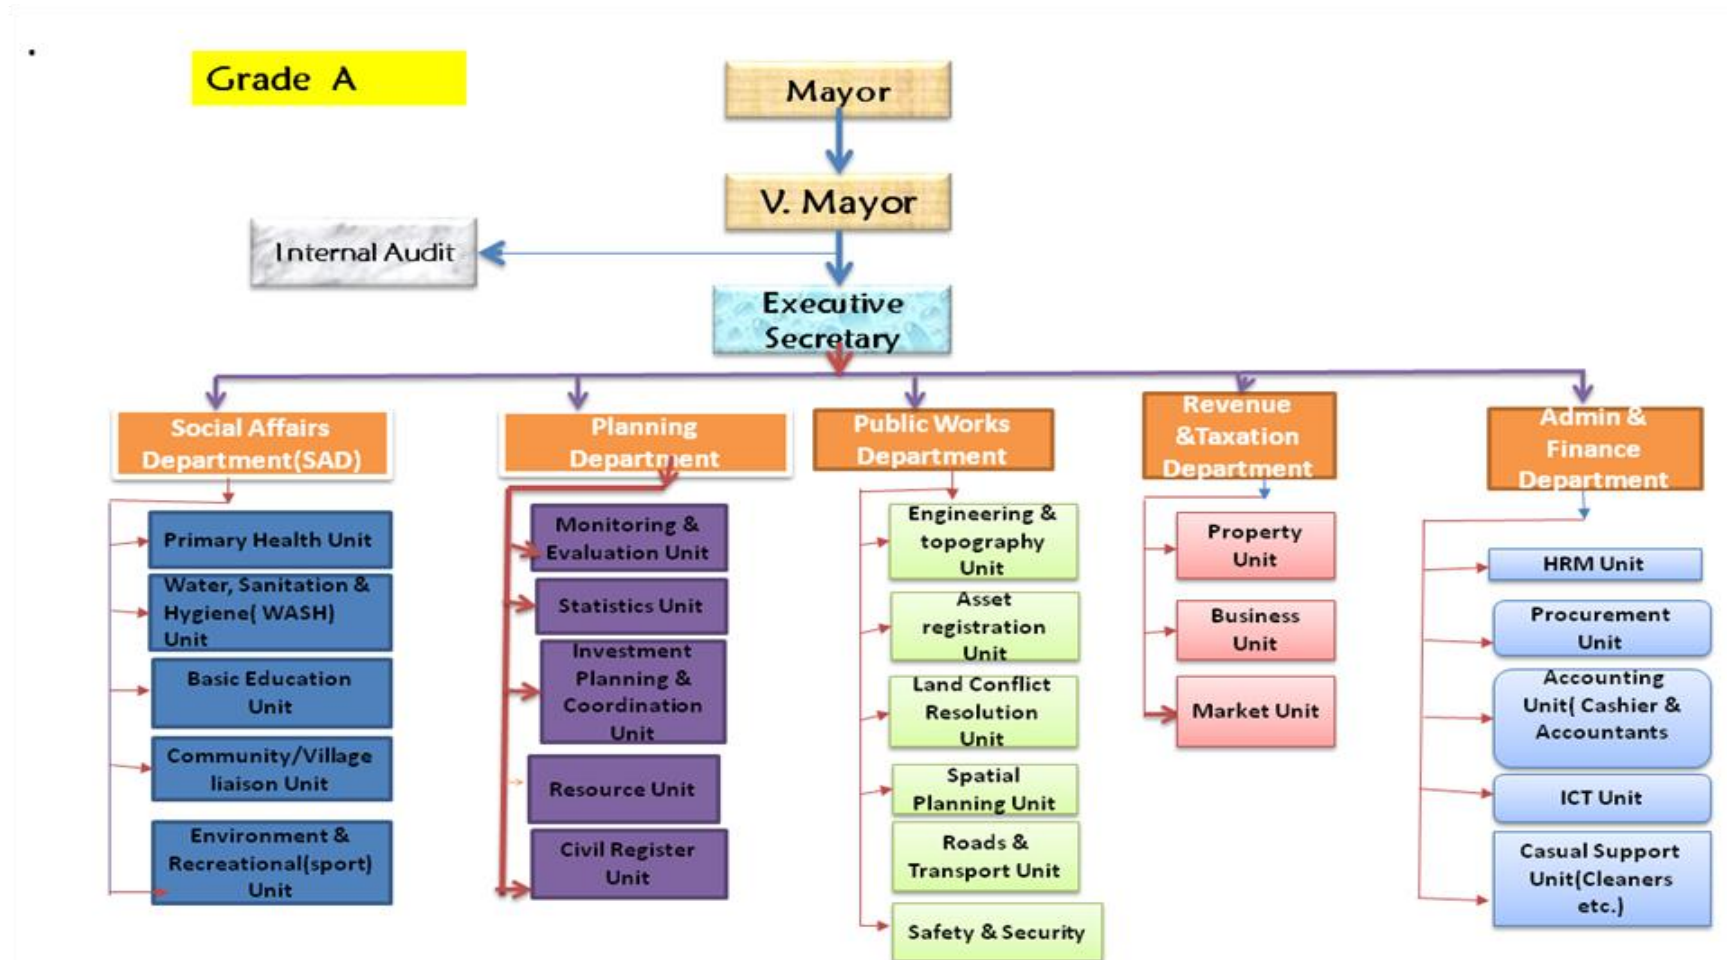 .
Grade A
Mayor
V. Mayor
Internal Audit
Executive
Secretary
Social Affairs
Department(SAD)
Primary Health Unit
Water, Sanitation &
Hygiene( WASH)
Unit
Basic Education
Unit
Community/Village
liaison Unit
Environment &
Recreational(sport)
Unit
Planning
Department
Monitoring &
Evaluation Unit
Statistics Unit
Investment
Planning &
Coordination
Unit
Resource Unit
Civil Register
Unit
Public Works
Department
Engineering &
topography
Unit
Asset
registration
Unit
Land Conflict
Resolution
Unit
Spatial
Planning Unit
Roads &
Transport Unit
Safety & Security
Revenue
&Taxation
Department
Property
Unit
Business
Unit
Market Unit
Admin &
Finance
Department
HRM Unit
Procurement
Unit
Accounting
Unit( Cashier &
Accountants
ICT Unit
Casual Support
Unit(Cleaners
etc.)